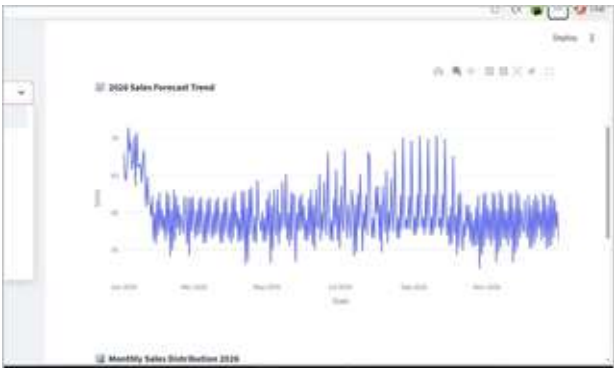 Deploy
2026 Sales Forecast Trend
Sales
Jan 2026
Mar 2026
May 2026
Jul 2026
Sep 2026
Nov 2026
Date
Monthly Sales Distribution 2026